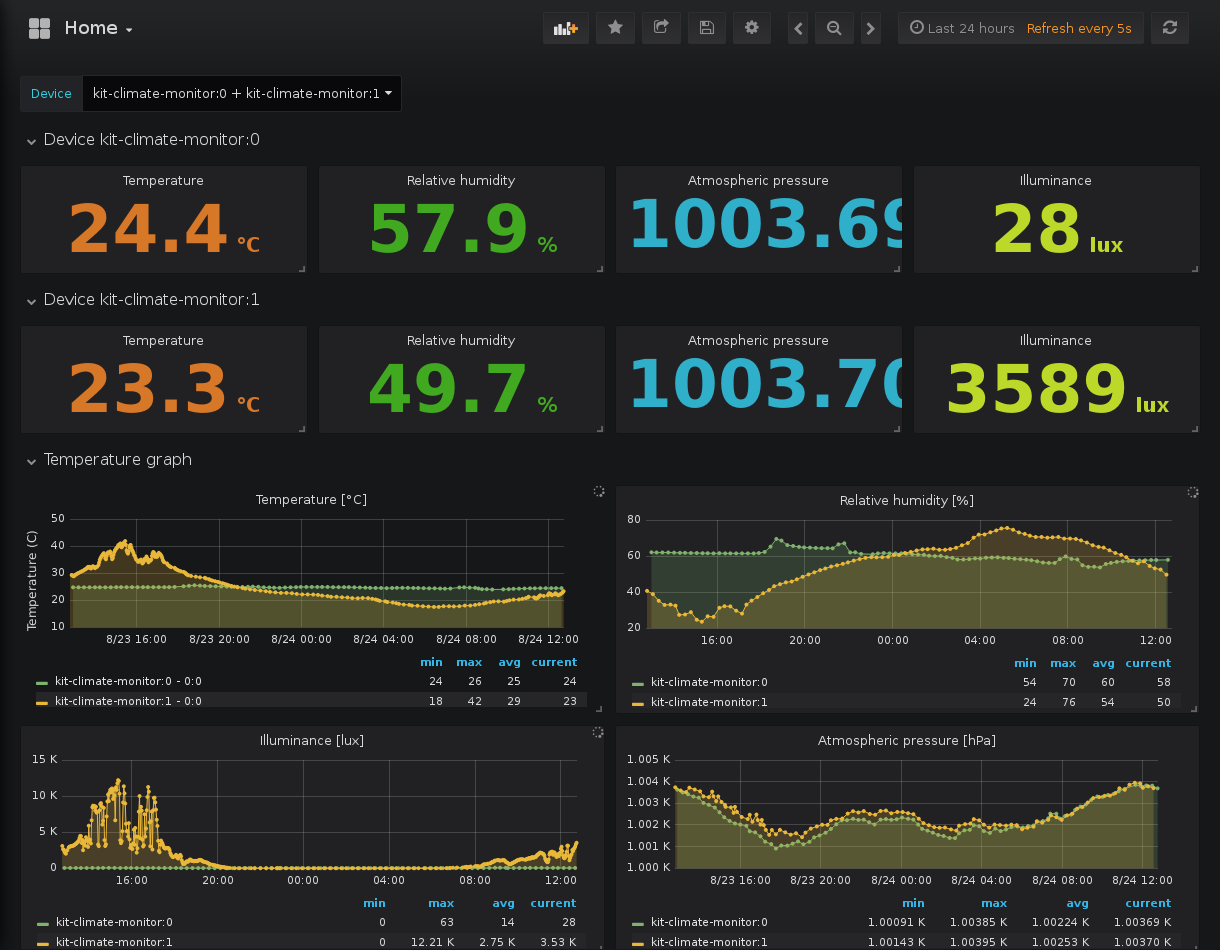 Home
Last 24 hours Refresh every 5s
Device kit-climate-monitor:0 + kit-climate-monitor:1
Device kit-climate-monitor:0
Temperature Relative humidity Atmospheric pressure Illuminance
24.4 °C 57.9 % 1003.69 28 lux
Device kit-climate-monitor:1
Temperature Relative humidity Atmospheric pressure Illuminance
23.3 °C 49.7 % 1003.70 3589 lux
Temperature graph
Temperature [°C]
Temperature (C)
50
40
30
20
10
8/23 16:00 8/23 20:00 8/24 00:00 8/24 04:00 8/24 08:00 8/24 12:00
min max avg current
kit-climate-monitor:0 - 0:0 24 26 25 24
kit-climate-monitor:1 - 0:0 18 42 29 23
Relative humidity [%]
80
60
40
20
16:00 20:00 00:00 04:00 08:00 12:00
min max avg current
kit-climate-monitor:0 54 70 60 58
kit-climate-monitor:1 24 76 54 50
Illuminance [lux]
15 K
10 K
5 K
0
16:00 20:00 00:00 04:00 08:00 12:00
min max avg current
kit-climate-monitor:0 0 63 14 28
kit-climate-monitor:1 0 12.21 K 2.75 K 3.53 K
Atmospheric pressure [hPa]
1.005 K
1.004 K
1.003 K
1.002 K
1.001 K
1.000 K
8/23 16:00 8/23 20:00 8/24 00:00 8/24 04:00 8/24 08:00 8/24 12:00
min max avg current
kit-climate-monitor:0 1.00091 K 1.00385 K 1.00224 K 1.00369 K
kit-climate-monitor:1 1.00143 K 1.00395 K 1.00253 K 1.00370 K